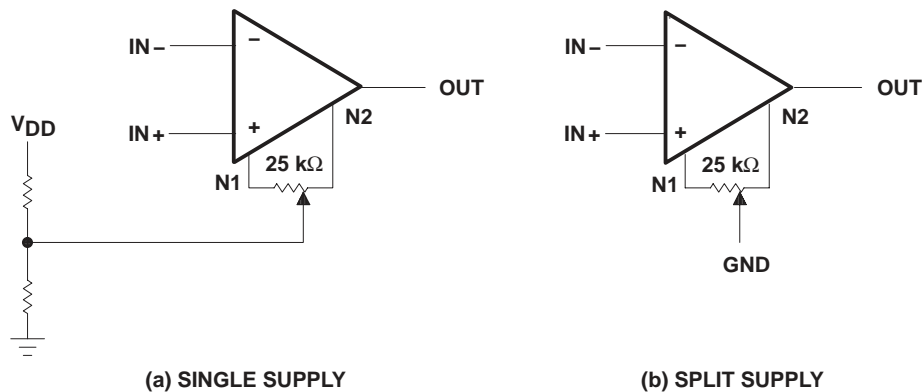 IN−
−
OUT
IN+
+
N2
VDD
25 kΩ
N1
(a) SINGLE SUPPLY
IN−
−
OUT
IN+
+
N2
25 kΩ
N1
GND
(b) SPLIT SUPPLY